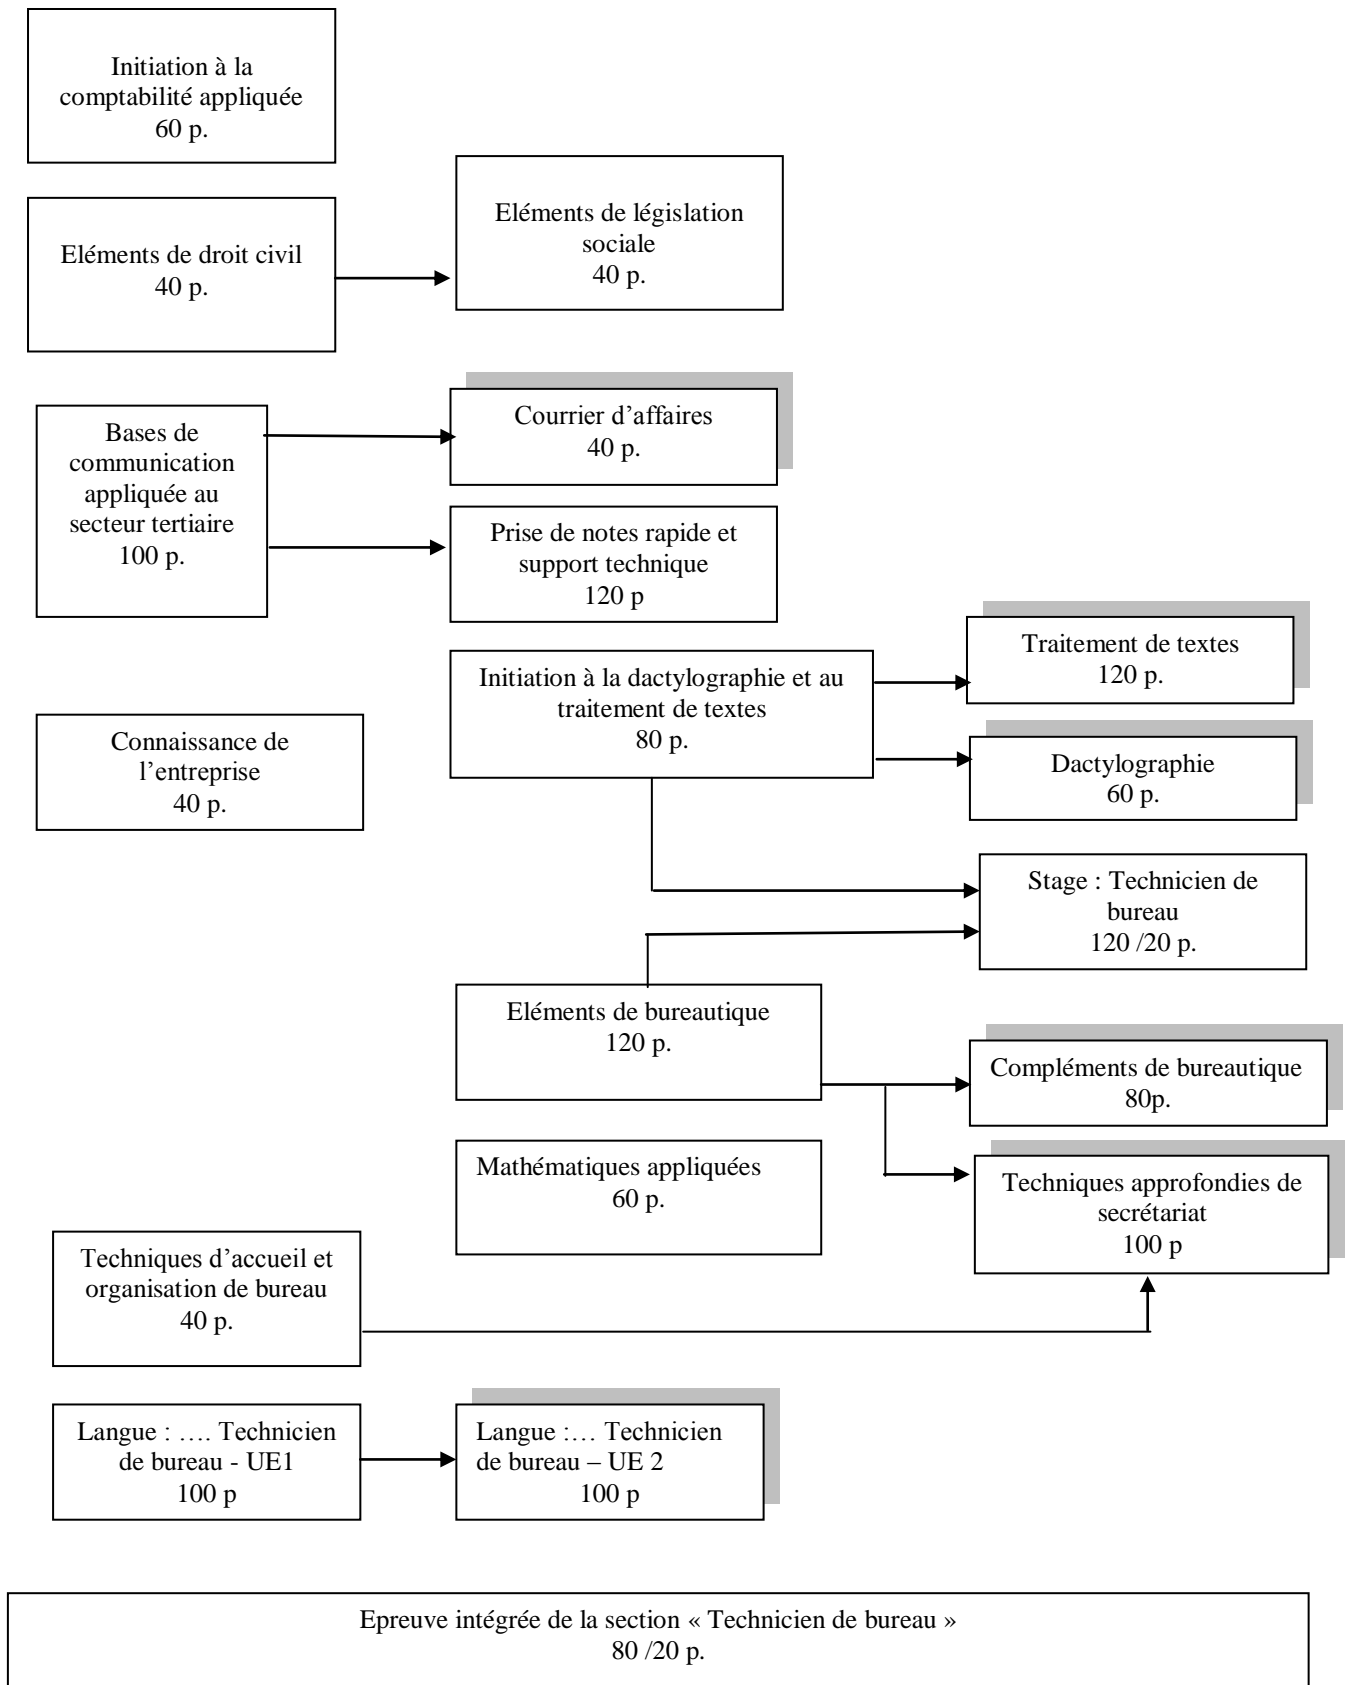 Initiation à la
comptabilité appliquée
60 p.
Eléments de droit civil
40 p.
Eléments de législation
sociale
40 p.
Bases de
communication
appliquée au
secteur tertiaire
100 p.
Courrier d’affaires
40 p.
Prise de notes rapide et
support technique
120 p
Initiation à la dactylographie et au
traitement de textes
80 p.
Traitement de textes
120 p.
Connaissance de
l’entreprise
40 p.
Dactylographie
60 p.
Stage : Technicien de
bureau
120 /20 p.
Eléments de bureautique
120 p.
Compléments de bureautique
80p.
Mathématiques appliquées
60 p.
Techniques approfondies de
secrétariat
100 p
Techniques d’accueil et
organisation de bureau
40 p.
Langue : …. Technicien
de bureau - UE1
100 p
Langue :… Technicien
de bureau – UE 2
100 p
Epreuve intégrée de la section « Technicien de bureau »
80 /20 p.